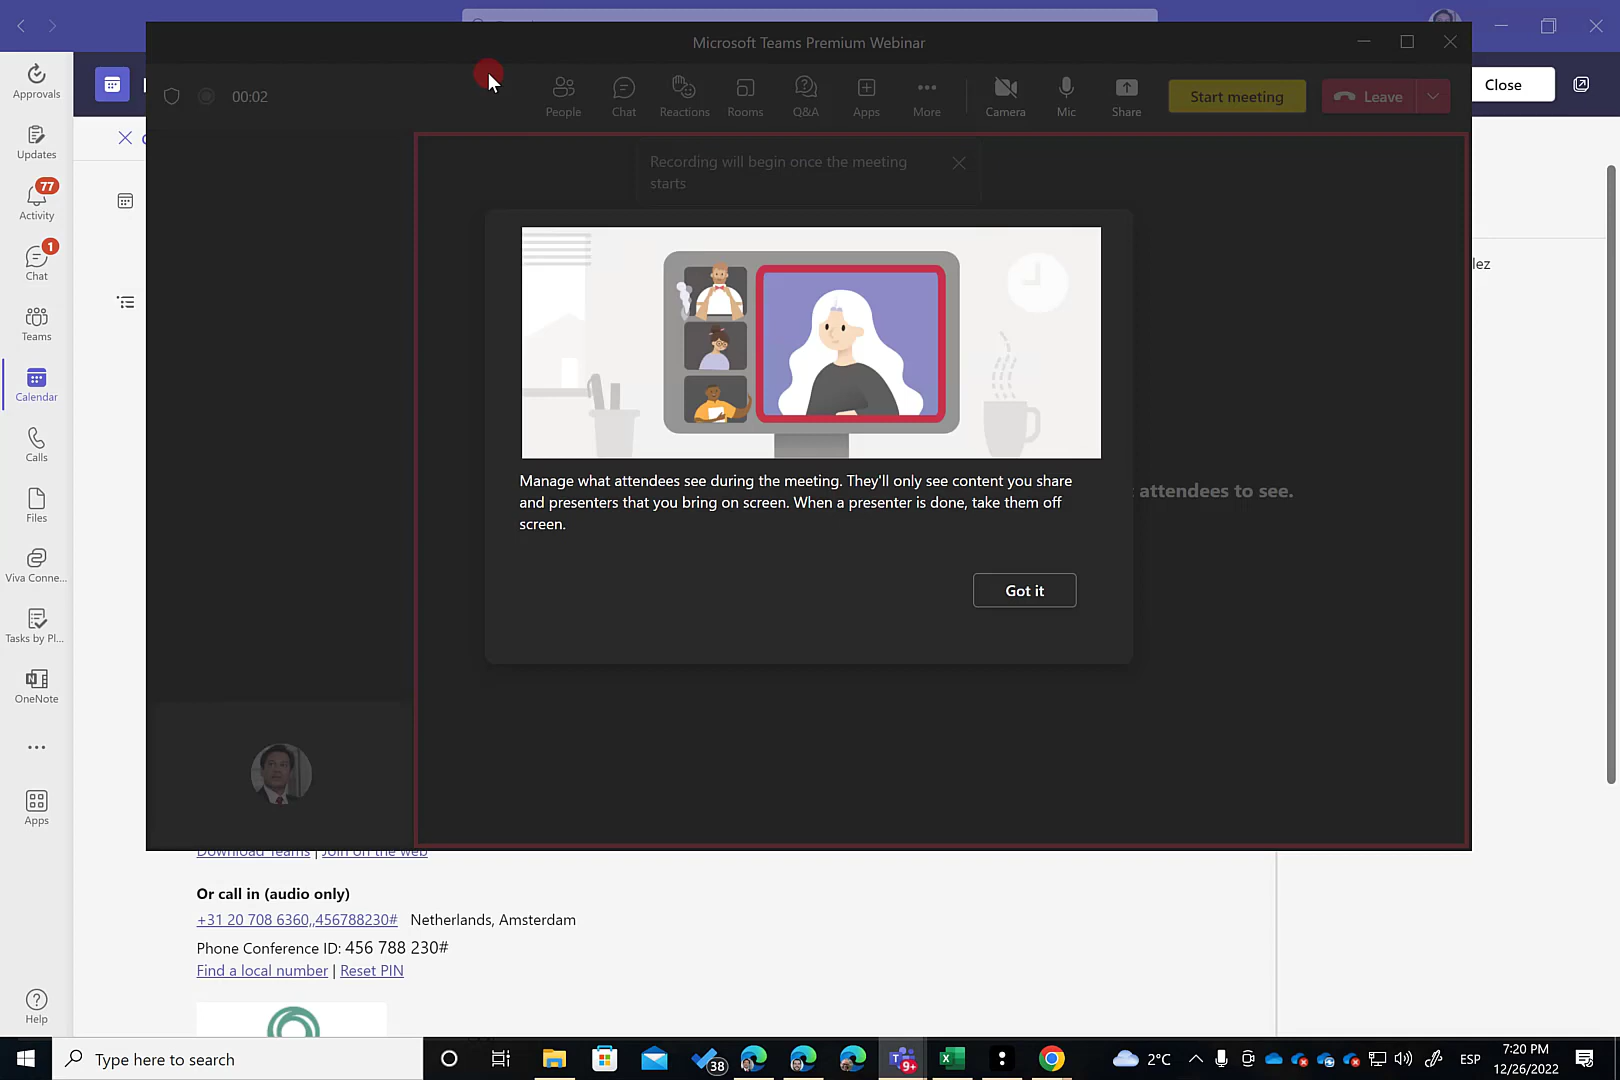 Microsoft Teams Premium Webinar
00:02
People
Chat
Reactions
Rooms
Q&A
Apps
More
Camera
Mic
Share
Start meeting
Leave
Close
Approvals
Updates
77
Activity
1
Chat
Teams
Calendar
Calls
Files
Viva Conne...
Tasks by Pl...
OneNote
Apps
Help
Recording will begin once the meeting
starts
lez
Manage what attendees see during the meeting. They'll only see content you share
and presenters that you bring on screen. When a presenter is done, take them off
screen.
attendees to see.
Got it
Download Teams | Join on the web
Or call in (audio only)
+31 20 708 6360,,456788230# Netherlands, Amsterdam
Phone Conference ID: 456 788 230#
Find a local number | Reset PIN
Type here to search
38
9+
2°C
ESP
7:20 PM
12/26/2022